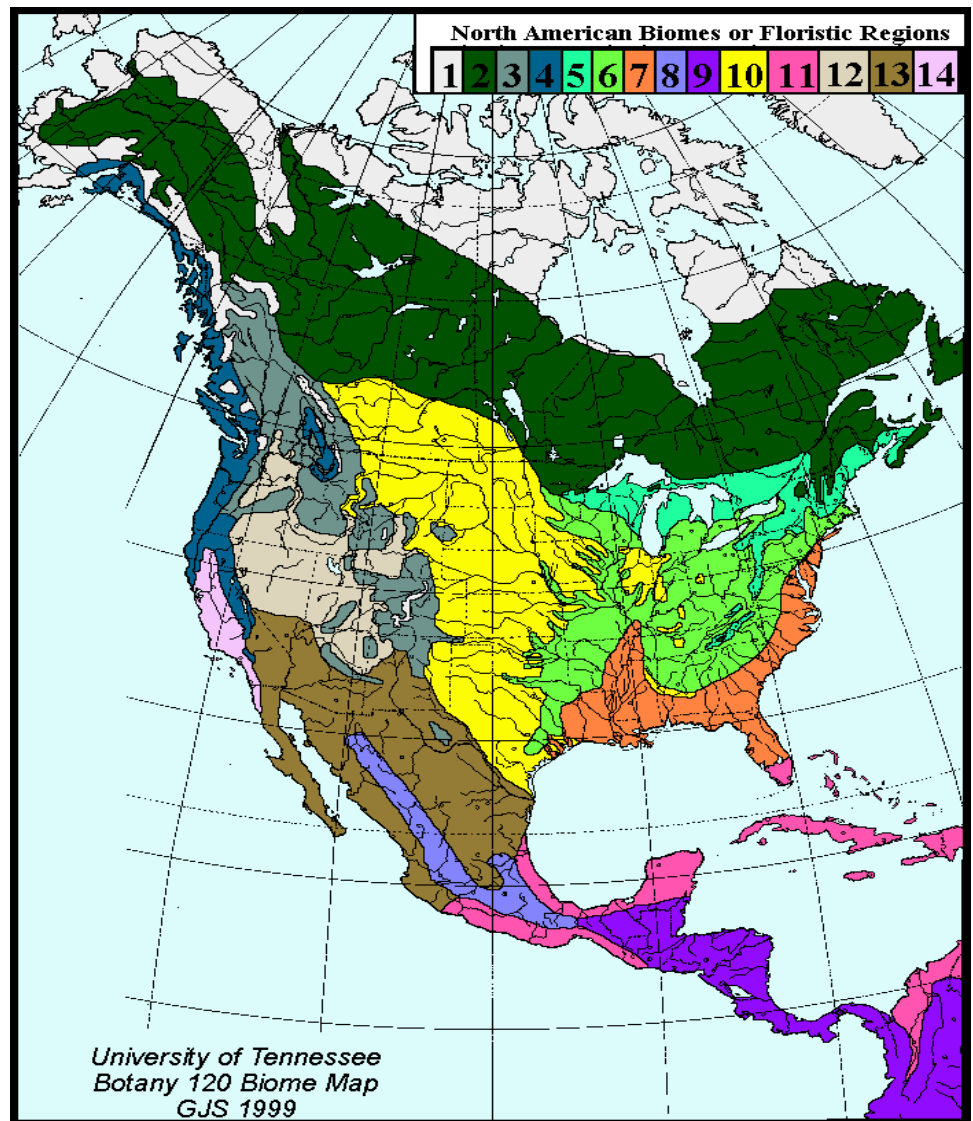 North American Biomes or Floristic Regions
1 2 3 4 5 6 7 8 9 10 11 12 13 14
University of Tennessee
Botany 120 Biome Map
GJS 1999